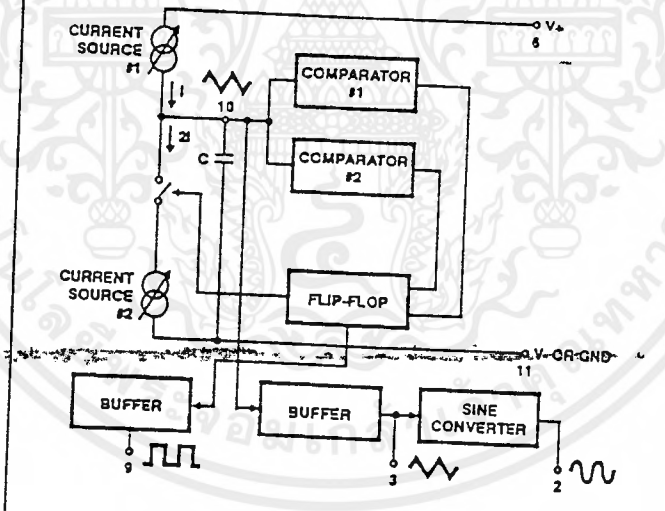 CURRENT
SOURCE
#1
V+
6
COMPARATOR
#1
I
10
2I
C
COMPARATOR
#2
CURRENT
SOURCE
#2
FLIP-FLOP
V- OR GND
11
BUFFER
BUFFER
SINE
CONVERTER
9
3
2